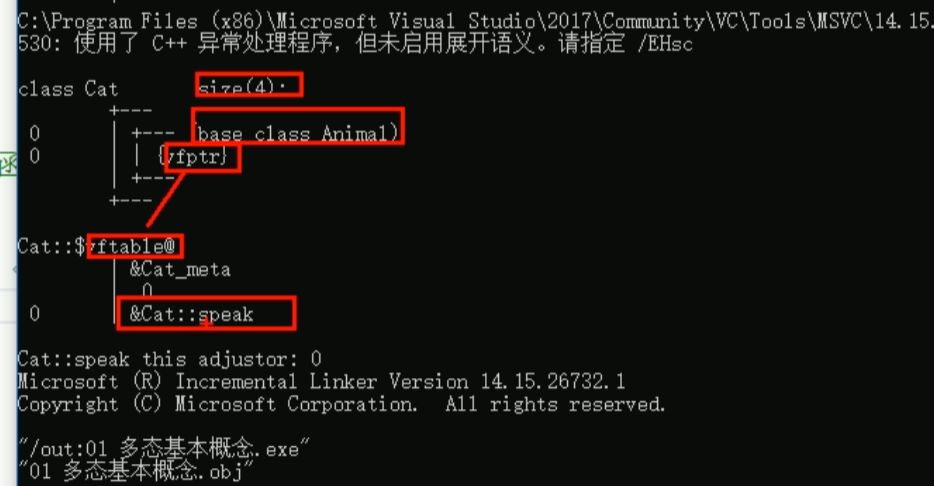 C:\Program Files (x86)\Microsoft Visual Studio\2017\Community\VC\Tools\MSVC\14.15.
530: 使用了 C++ 异常处理程序，但未启用展开语义。请指定 /EHsc
class Cat size(4):
+---
0 | +--- (base class Animal)
0 | | {vfptr}
| +---
+---
Cat::$vftable@
| &Cat_meta
| 0
0 | &Cat::speak
Cat::speak this adjustor: 0
Microsoft (R) Incremental Linker Version 14.15.26732.1
Copyright (C) Microsoft Corporation.  All rights reserved.
"/out:01 多态基本概念.exe"
"01 多态基本概念.obj"